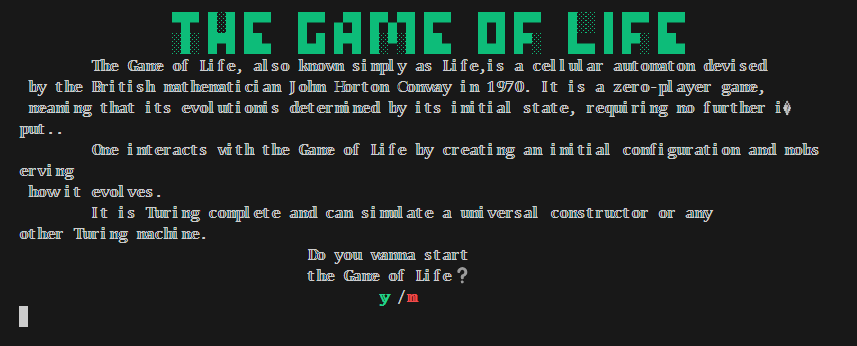 THE GAME OF LIFE
The Game of Life, also known simply as Life,is a cellular automaton devised
by the British mathematician John Horton Conway in 1970. It is a zero-player game,
meaning that its evolutionis determined by its initial state, requiring no further i�
put..
One interacts with the Game of Life by creating an initial configuration and nobs
erving
howit evolves.
It is Turing complete and can simulate a universal constructor or any
other Turing machine.
Do you wanna start
the Game of Life?
y /n